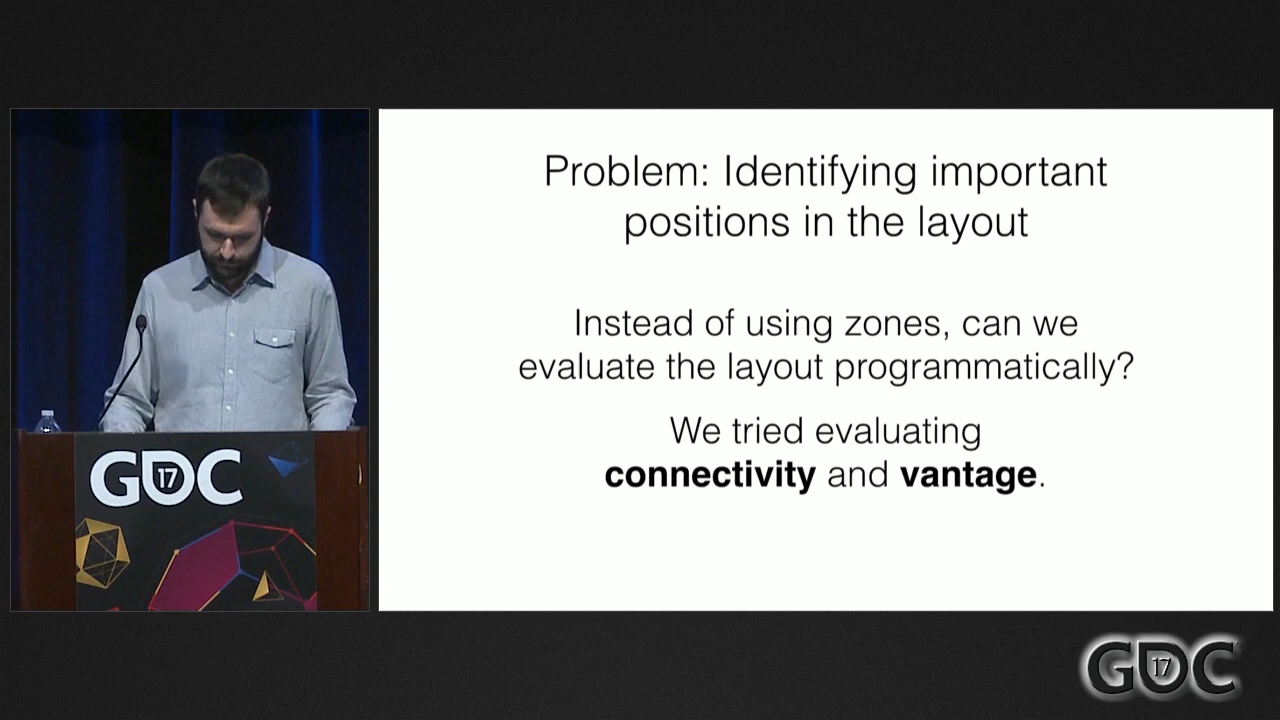 Problem: Identifying important
positions in the layout
Instead of using zones, can we
evaluate the layout programmatically?
We tried evaluating
connectivity and vantage.
GDC
17
GDC
17